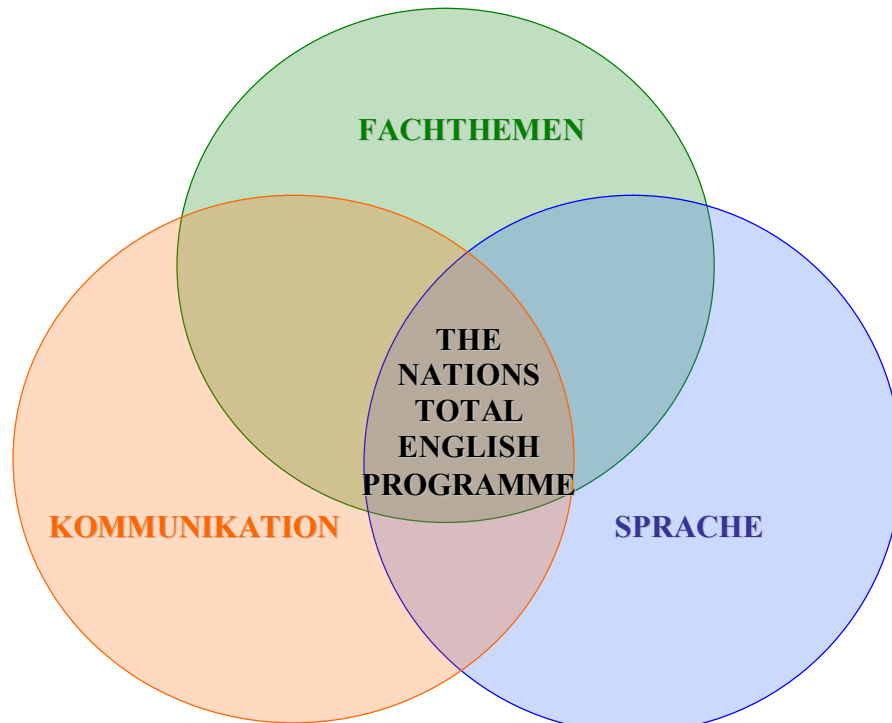 FACHTHEMEN
THE
NATIONS
TOTAL
ENGLISH
PROGRAMME
KOMMUNIKATION
SPRACHE